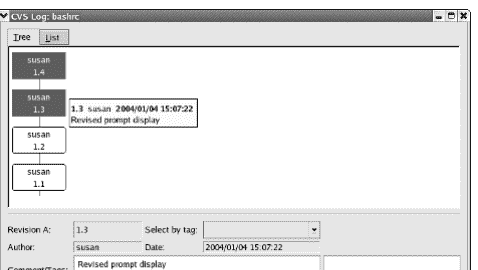 CVS Log: bashrc
Tree List
susan
1.4
susan
1.3
1.3 susan 2004/01/04 15:07:22
Revised prompt display
susan
1.2
susan
1.1
Revision A: 1.3 Select by tag:
Author: susan Date: 2004/01/04 15:07:22
Comment/Tags: Revised prompt display